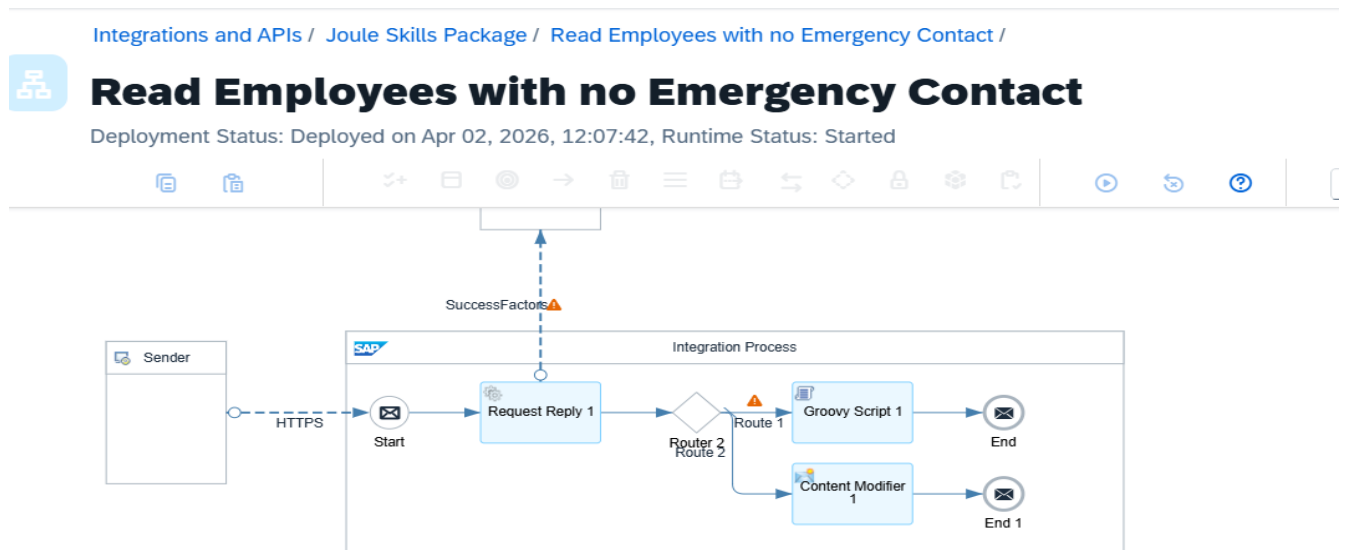 Integrations and APIs / Joule Skills Package / Read Employees with no Emergency Contact /
Read Employees with no Emergency Contact
Deployment Status: Deployed on Apr 02, 2026, 12:07:42, Runtime Status: Started
SuccessFactors
Sender
SAP
Integration Process
HTTPS
Start
Request Reply 1
Router 2
Route 2
Route 1
Groovy Script 1
End
Content Modifier
1
End 1